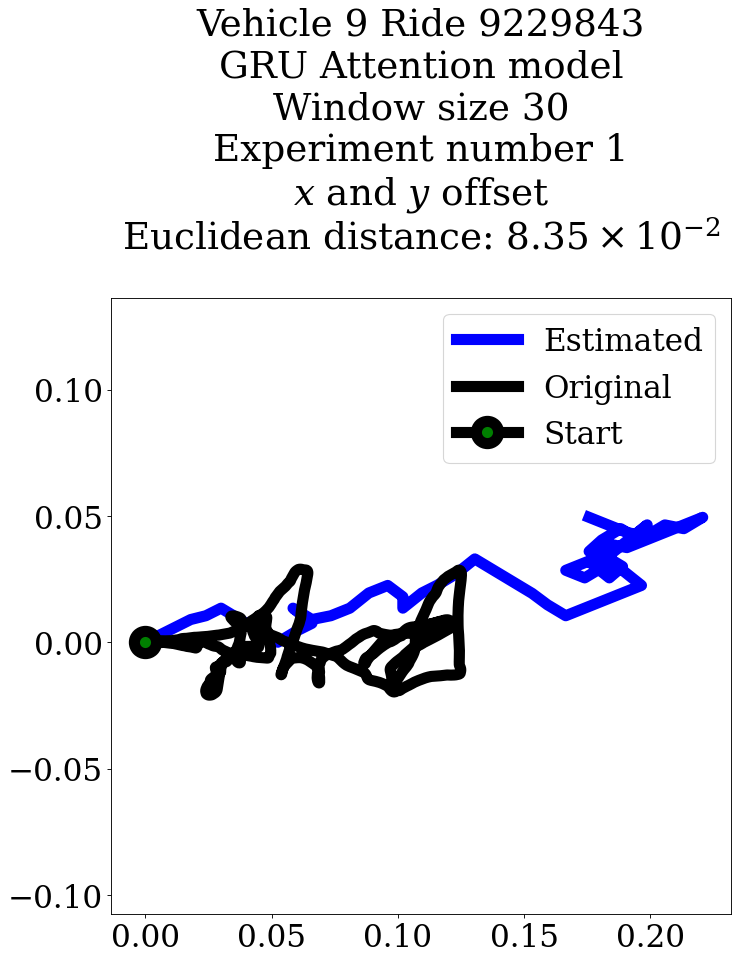 Vehicle 9 Ride 9229843
GRU Attention model
Window size 30
Experiment number 1
x and y offset
Euclidean distance: 8.35 × 10⁻²
Estimated
Original
Start
0.10
0.05
0.00
−0.05
−0.10
0.00 0.05 0.10 0.15 0.20